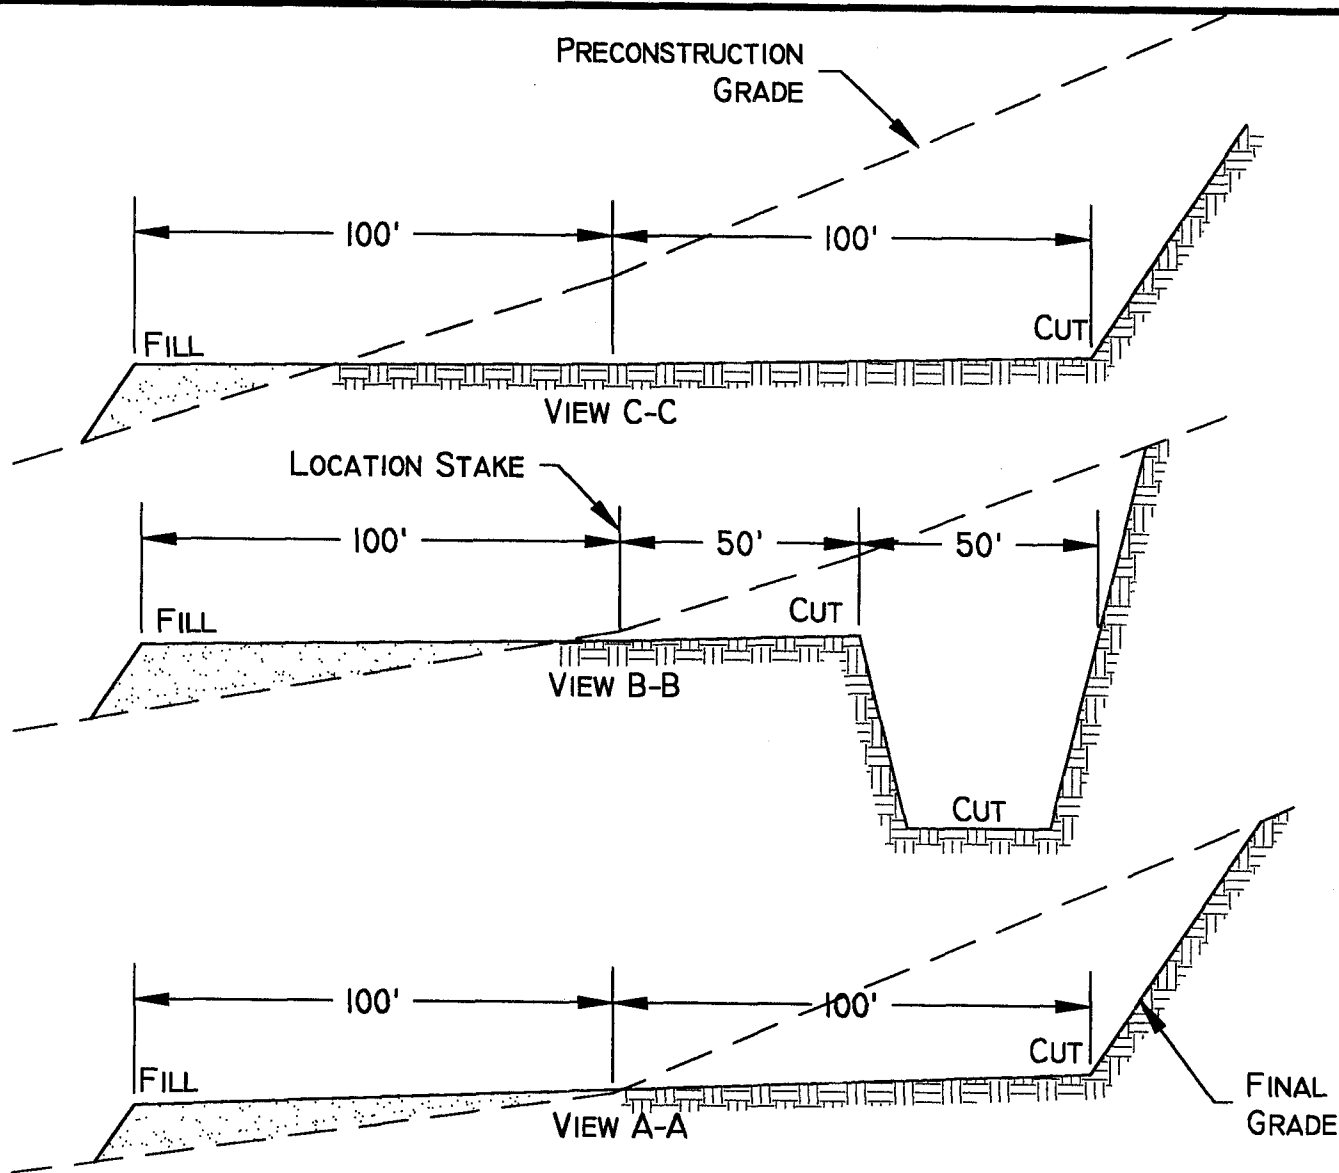 PRECONSTRUCTION
GRADE
100'
100'
FILL
CUT
VIEW C-C
LOCATION STAKE
100'
50'
50'
FILL
CUT
VIEW B-B
CUT
100'
100'
FILL
CUT
VIEW A-A
FINAL
GRADE